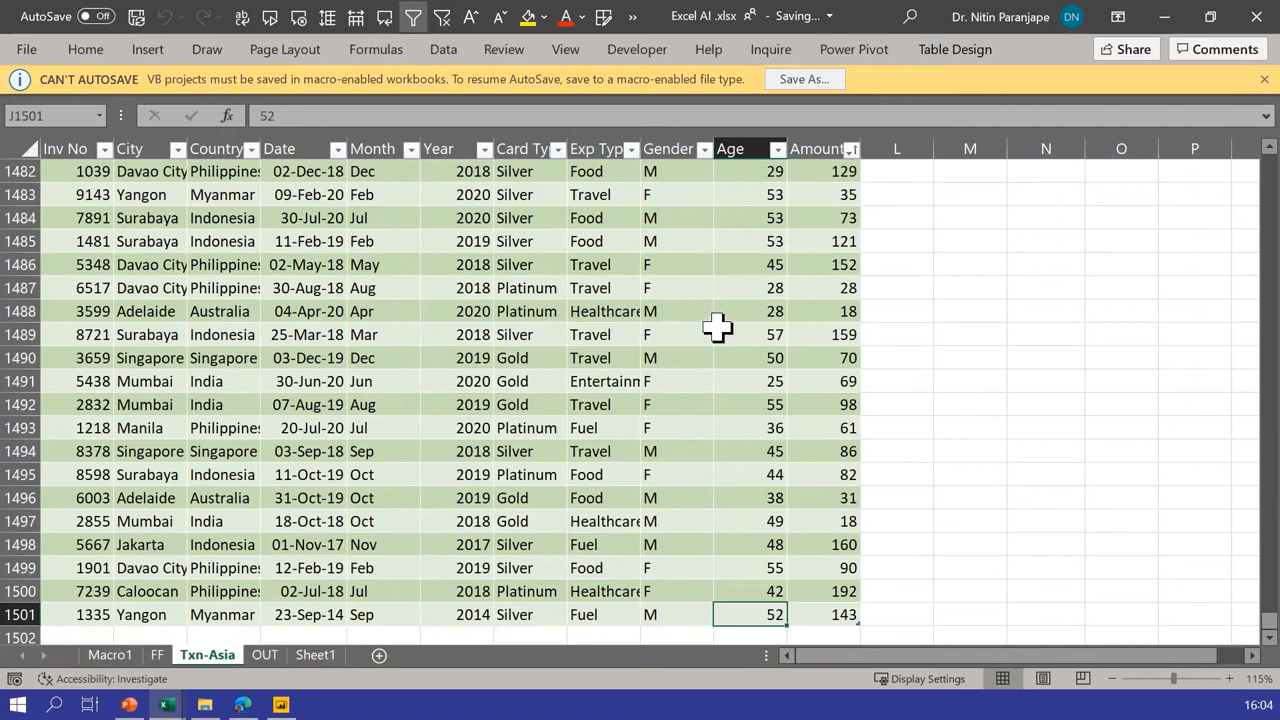 AutoSave Off Excel AI .xlsx - Saving... Dr. Nitin Paranjape DN
File Home Insert Draw Page Layout Formulas Data Review View Developer Help Inquire Power Pivot Table Design Share Comments
CAN'T AUTOSAVE VB projects must be saved in macro-enabled workbooks. To resume AutoSave, save to a macro-enabled file type. Save As...
J1501 fx 52
Inv No City Country Date Month Year Card Ty Exp Typ Gender Age Amount L M N O P
1482 1039 Davao City Philippines 02-Dec-18 Dec 2018 Silver Food M 29 129
1483 9143 Yangon Myanmar 09-Feb-20 Feb 2020 Silver Travel F 53 35
1484 7891 Surabaya Indonesia 30-Jul-20 Jul 2020 Silver Food M 53 73
1485 1481 Surabaya Indonesia 11-Feb-19 Feb 2019 Silver Food M 53 121
1486 5348 Davao City Philippines 02-May-18 May 2018 Silver Travel F 45 152
1487 6517 Davao City Philippines 30-Aug-18 Aug 2018 Platinum Travel F 28 28
1488 3599 Adelaide Australia 04-Apr-20 Apr 2020 Platinum Healthcare M 28 18
1489 8721 Surabaya Indonesia 25-Mar-18 Mar 2018 Silver Travel F 57 159
1490 3659 Singapore Singapore 03-Dec-19 Dec 2019 Gold Travel M 50 70
1491 5438 Mumbai India 30-Jun-20 Jun 2020 Gold Entertainm F 25 69
1492 2832 Mumbai India 07-Aug-19 Aug 2019 Gold Travel F 55 98
1493 1218 Manila Philippines 20-Jul-20 Jul 2020 Platinum Fuel F 36 61
1494 8378 Singapore Singapore 03-Sep-18 Sep 2018 Silver Travel M 45 86
1495 8598 Surabaya Indonesia 11-Oct-19 Oct 2019 Platinum Food F 44 82
1496 6003 Adelaide Australia 31-Oct-19 Oct 2019 Gold Food M 38 31
1497 2855 Mumbai India 18-Oct-18 Oct 2018 Gold Healthcare M 49 18
1498 5667 Jakarta Indonesia 01-Nov-17 Nov 2017 Silver Fuel M 48 160
1499 1901 Davao City Philippines 12-Feb-19 Feb 2019 Silver Fuel F 55 90
1500 7239 Caloocan Philippines 02-Jul-18 Jul 2018 Platinum Healthcare F 42 192
1501 1335 Yangon Myanmar 23-Sep-14 Sep 2014 Silver Fuel M 52 143
1502
Macro1 FF Txn-Asia OUT Sheet1
Accessibility: Investigate Display Settings 115%
16:04